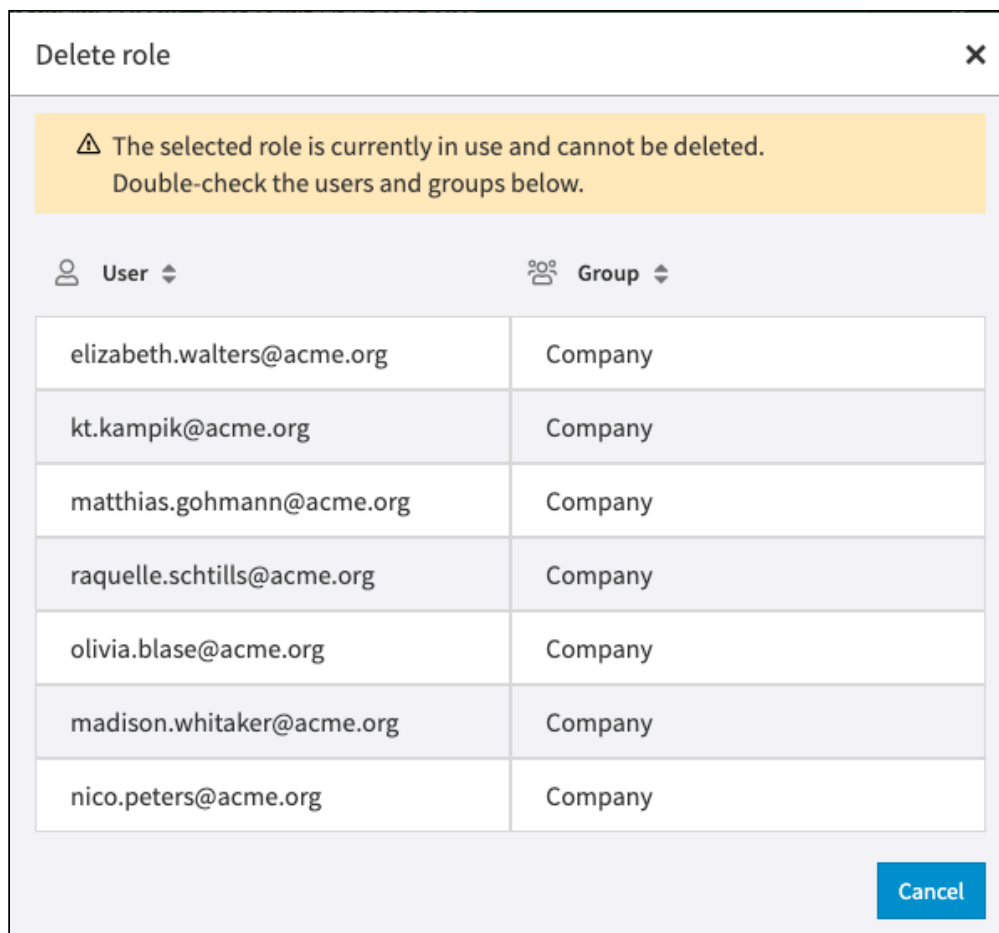 Delete role
The selected role is currently in use and cannot be deleted.
Double-check the users and groups below.
User Group
elizabeth.walters@acme.org Company
kt.kampik@acme.org Company
matthias.gohmann@acme.org Company
raquelle.schtills@acme.org Company
olivia.blase@acme.org Company
madison.whitaker@acme.org Company
nico.peters@acme.org Company
Cancel